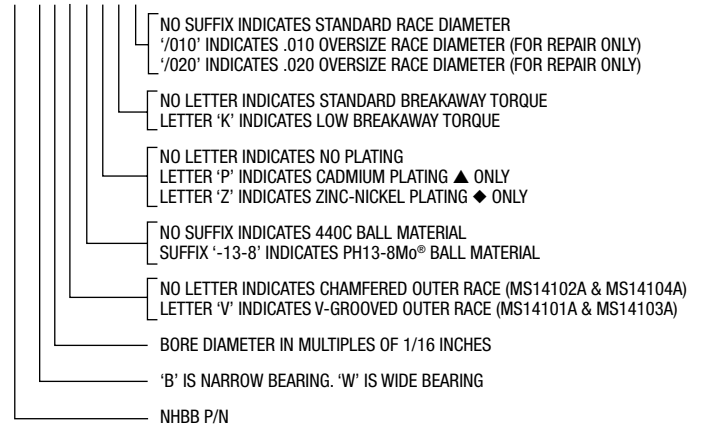 NO SUFFIX INDICATES STANDARD RACE DIAMETER
‘/010’ INDICATES .010 OVERSIZE RACE DIAMETER (FOR REPAIR ONLY)
‘/020’ INDICATES .020 OVERSIZE RACE DIAMETER (FOR REPAIR ONLY)
NO LETTER INDICATES STANDARD BREAKAWAY TORQUE
LETTER ‘K’ INDICATES LOW BREAKAWAY TORQUE
NO LETTER INDICATES NO PLATING
LETTER ‘P’ INDICATES CADMIUM PLATING ▲ ONLY
LETTER ‘Z’ INDICATES ZINC-NICKEL PLATING ◆ ONLY
NO SUFFIX INDICATES 440C BALL MATERIAL
SUFFIX ‘-13-8’ INDICATES PH13-8Mo® BALL MATERIAL
NO LETTER INDICATES CHAMFERED OUTER RACE (MS14102A & MS14104A)
LETTER ‘V’ INDICATES V-GROOVED OUTER RACE (MS14101A & MS14103A)
BORE DIAMETER IN MULTIPLES OF 1/16 INCHES
‘B’ IS NARROW BEARING. ‘W’ IS WIDE BEARING
NHBB P/N